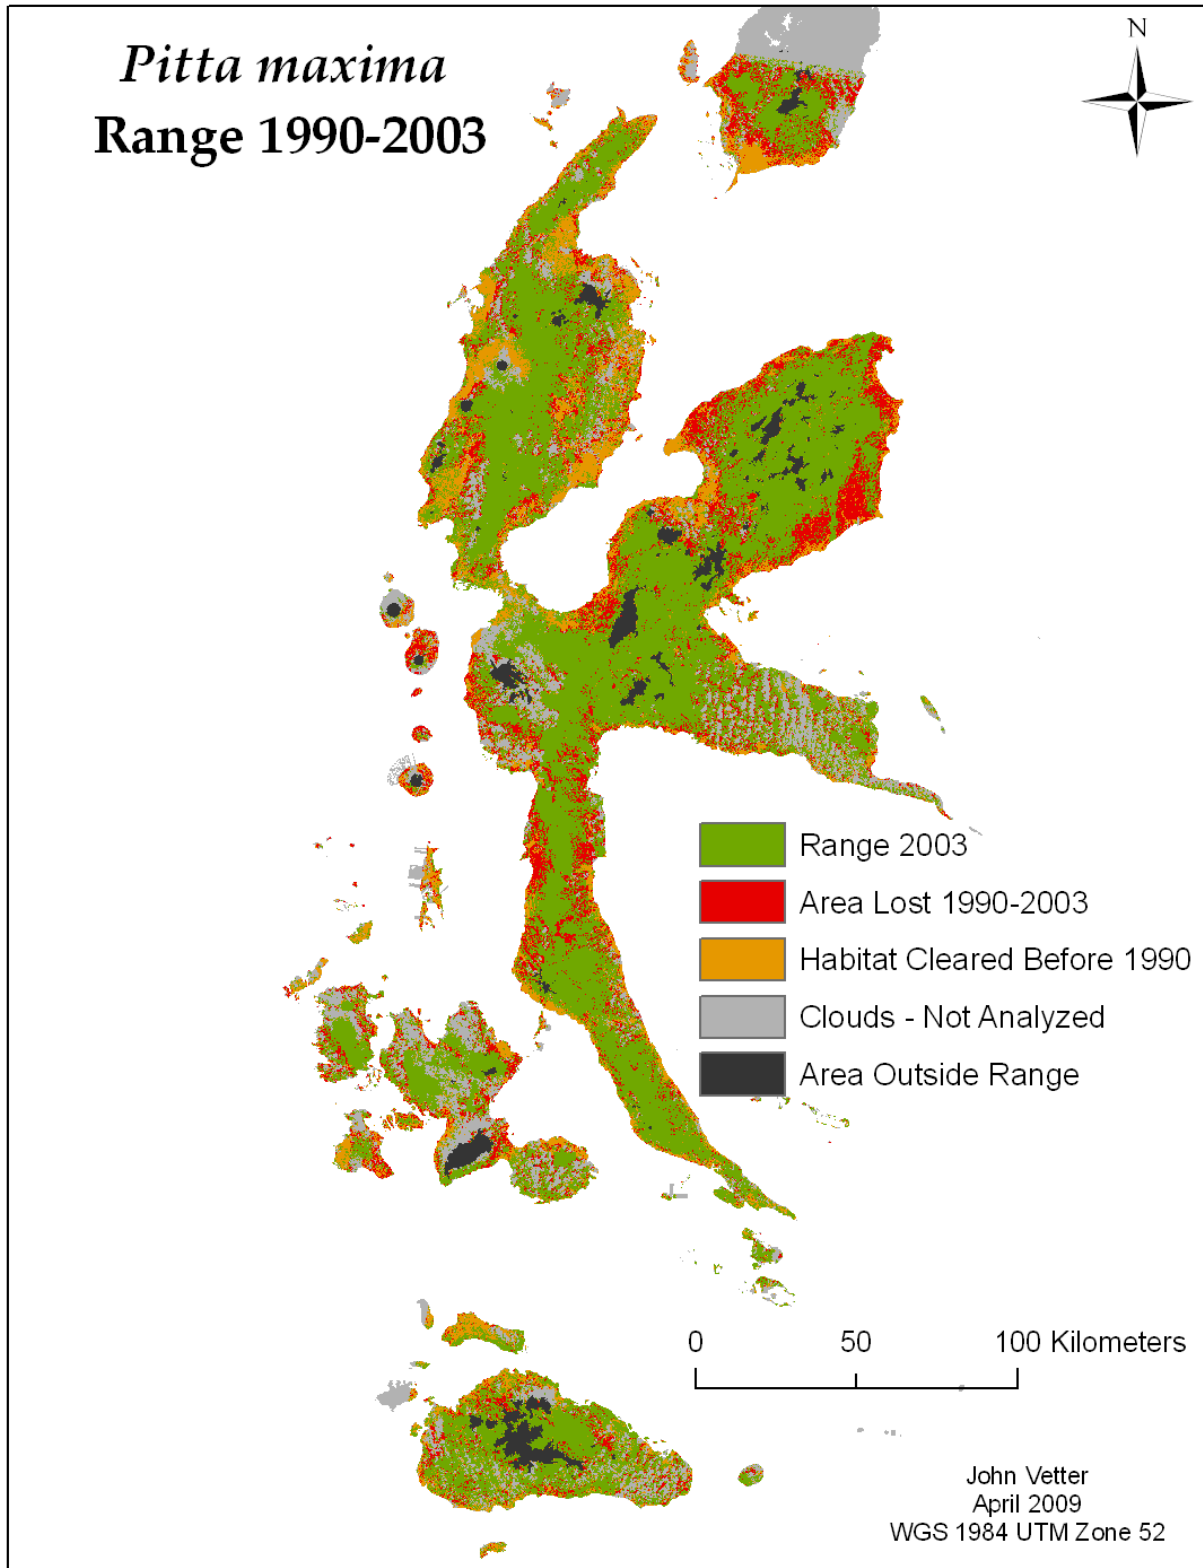 Pitta maxima
Range 1990-2003
N
Range 2003
Area Lost 1990-2003
Habitat Cleared Before 1990
Clouds - Not Analyzed
Area Outside Range
0 50 100 Kilometers
John Vetter
April 2009
WGS 1984 UTM Zone 52